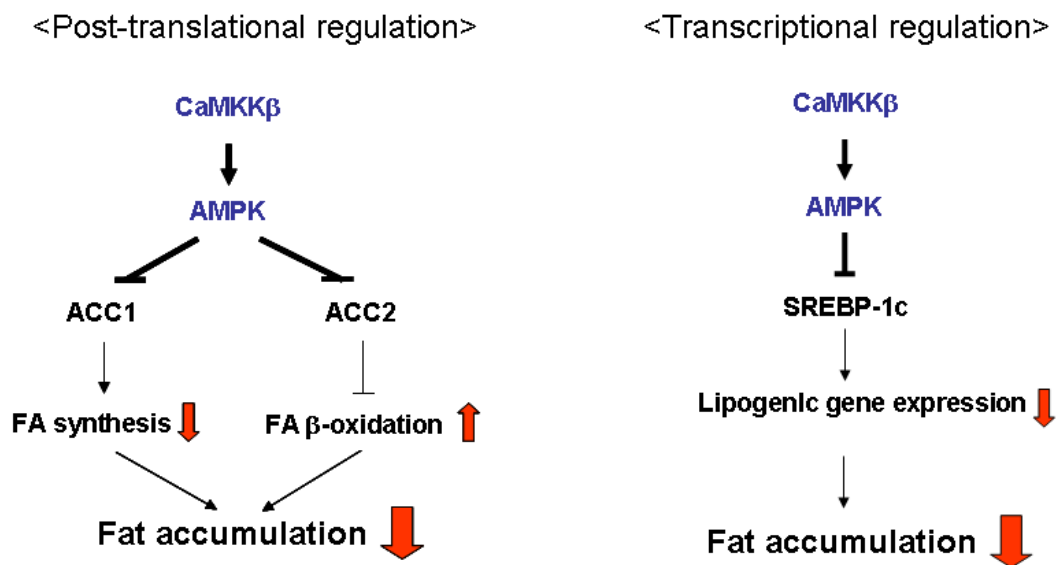 <Post-translational regulation>
CaMKKβ
AMPK
ACC1 ACC2
FA synthesis FA β-oxidation
Fat accumulation
<Transcriptional regulation>
CaMKKβ
AMPK
SREBP-1c
Lipogenic gene expression
Fat accumulation